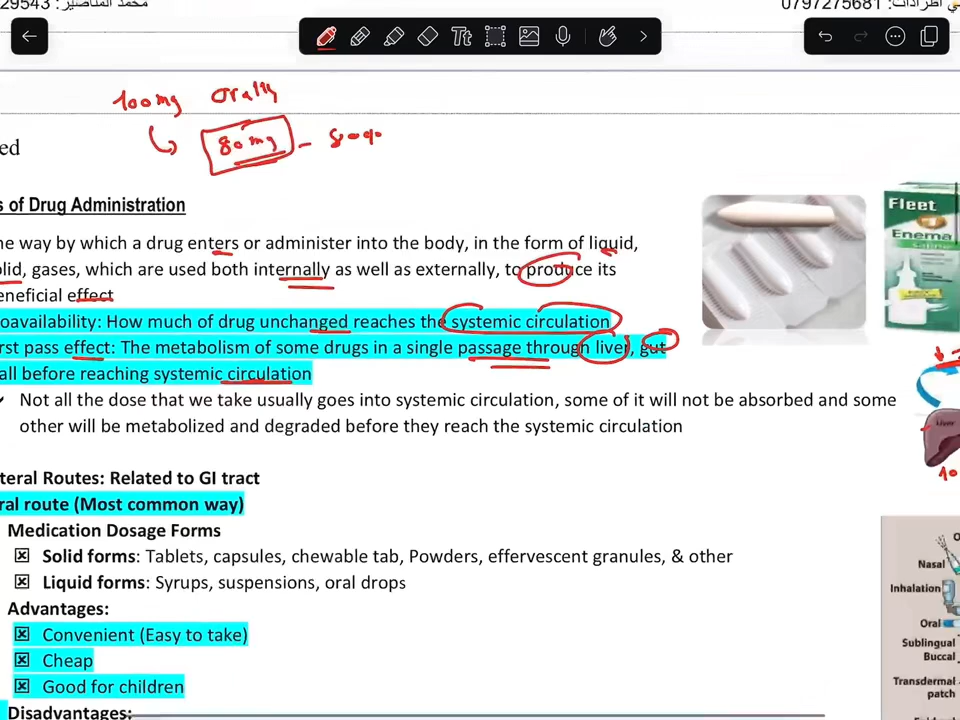 محمد المناصير: 29543
0797275681 :
Tt
100mg orally
80mg - 80%
ed
s of Drug Administration
ne way by which a drug enters or administer into the body, in the form of liquid,
olid, gases, which are used both internally as well as externally, to produce its
eneficial effect
oavailability: How much of drug unchanged reaches the systemic circulation
rst pass effect: The metabolism of some drugs in a single passage through liver, gut
all before reaching systemic circulation
Not all the dose that we take usually goes into systemic circulation, some of it will not be absorbed and some
other will be metabolized and degraded before they reach the systemic circulation
teral Routes: Related to GI tract
ral route (Most common way)
Medication Dosage Forms
Solid forms: Tablets, capsules, chewable tab, Powders, effervescent granules, & other
Liquid forms: Syrups, suspensions, oral drops
Advantages:
Convenient (Easy to take)
Cheap
Good for children
Disadvantages:
Fleet
Enema
Liver
10
Nasal
Inhalation
Oral
Sublingual
Buccal
Transdermal
patch